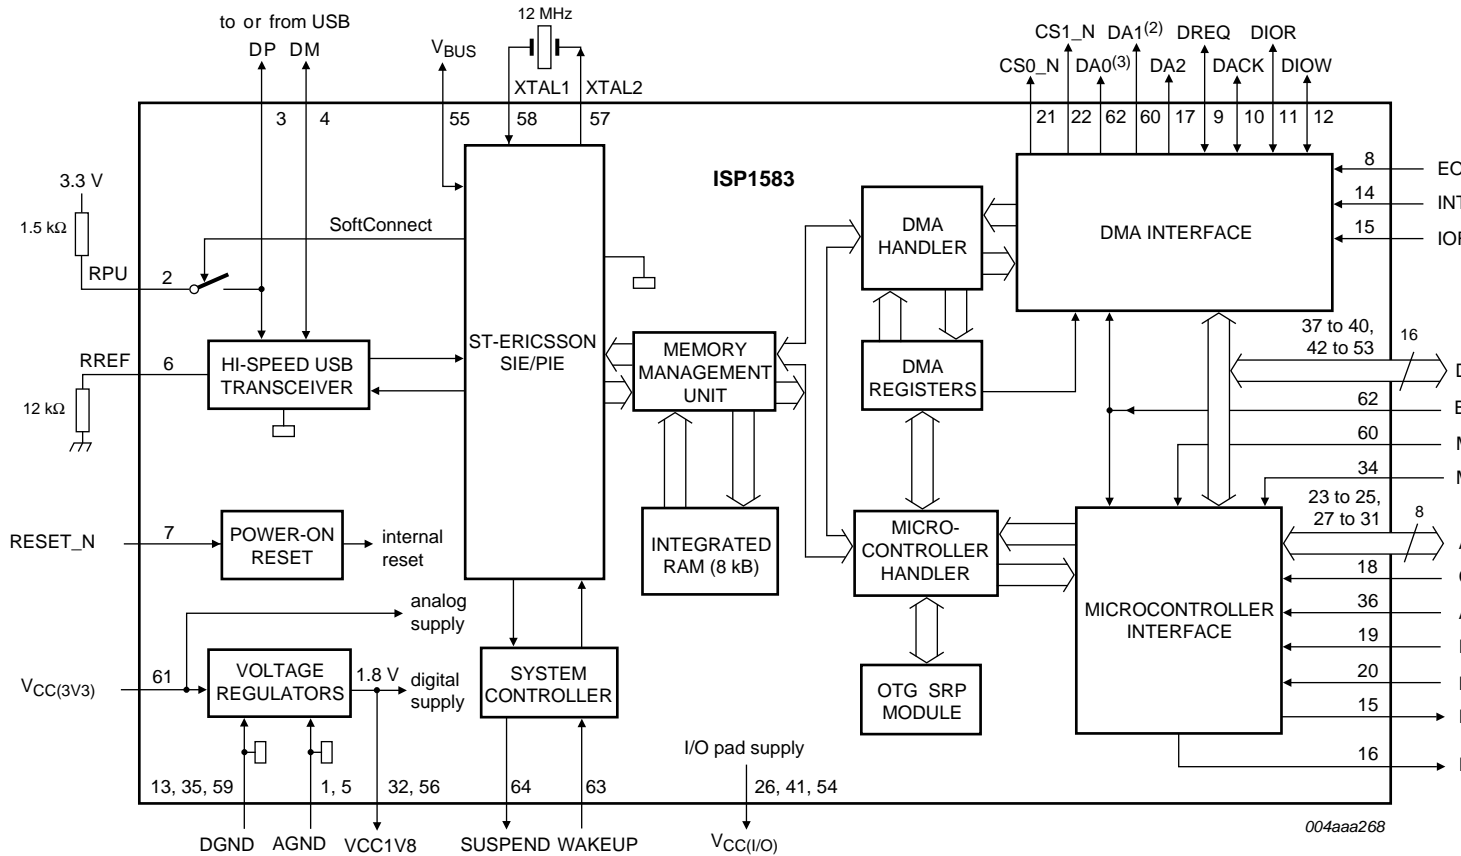 to or from USB
DP DM
12 MHz
VBUS
XTAL1 XTAL2
CS1_N DA1(2) DREQ DIOR
CS0_N DA0(3) DA2 DACK DIOW
3 4 55 58 57 21 22 62 60 17 9 10 11 12
ISP1583
3.3 V
1.5 kΩ
RPU 2
SoftConnect
RREF 6
12 kΩ
HI-SPEED USB
TRANSCEIVER
ST-ERICSSON
SIE/PIE
MEMORY
MANAGEMENT
UNIT
INTEGRATED
RAM (8 kB)
DMA
HANDLER
DMA
REGISTERS
DMA INTERFACE
8
14 INT
15
37 to 40,
42 to 53
16
62
60
34
23 to 25,
27 to 31
8
18
36
19
20
15
16
MICRO-
CONTROLLER
HANDLER
MICROCONTROLLER
INTERFACE
OTG SRP
MODULE
RESET_N 7
POWER-ON
RESET
internal
reset
analog
supply
VCC(3V3) 61
VOLTAGE
REGULATORS
1.8 V
digital
supply
SYSTEM
CONTROLLER
I/O pad supply
13, 35, 59 1, 5 32, 56 64 63 26, 41, 54
DGND AGND VCC1V8 SUSPEND WAKEUP VCC(I/O)
004aaa268